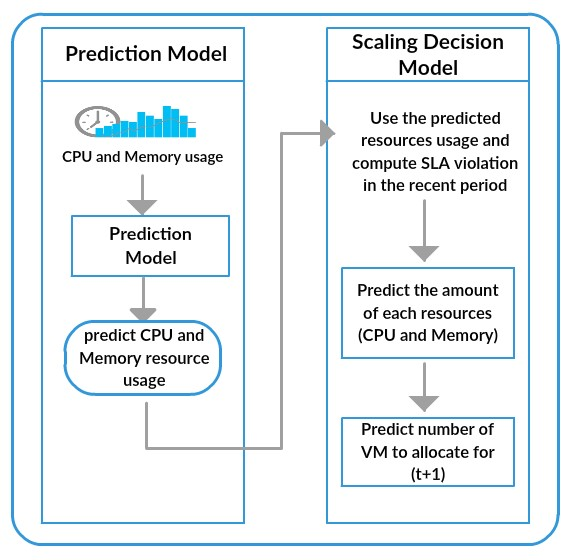 Prediction Model
CPU and Memory usage
Prediction
Model
predict CPU and
Memory resource
usage
Scaling Decision
Model
Use the predicted
resources usage and
compute SLA violation
in the recent period
Predict the amount
of each resources
(CPU and Memory)
Predict number of
VM to allocate for
(t+1)